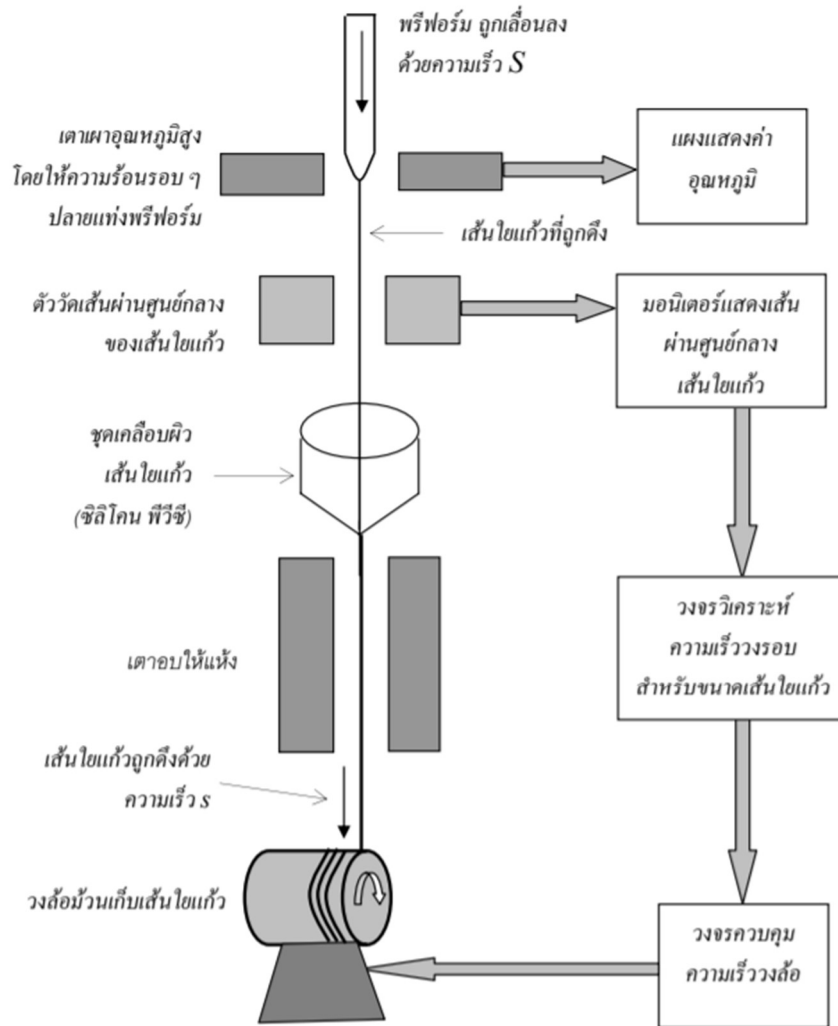 พรีฟอร์ม ถูกเลื่อนลง
ด้วยความเร็ว S
เตาเผาอุณหภูมิสูง
โดยให้ความร้อนรอบ ๆ
ปลายแท่งพรีฟอร์ม
แผงแสดงค่า
อุณหภูมิ
เส้นใยแก้วที่ถูกดึง
ตัววัดเส้นผ่านศูนย์กลาง
ของเส้นใยแก้ว
มอนิเตอร์แสดงเส้น
ผ่านศูนย์กลาง
เส้นใยแก้ว
ชุดเคลือบผิว
เส้นใยแก้ว
(ซิลิโคน พีวีซี)
วงจรวิเคราะห์
ความเร็ววงรอบ
สำหรับขนาดเส้นใยแก้ว
เตาอบให้แห้ง
เส้นใยแก้วถูกดึงด้วย
ความเร็ว s
วงล้อม้วนเก็บเส้นใยแก้ว
วงจรควบคุม
ความเร็ววงล้อ